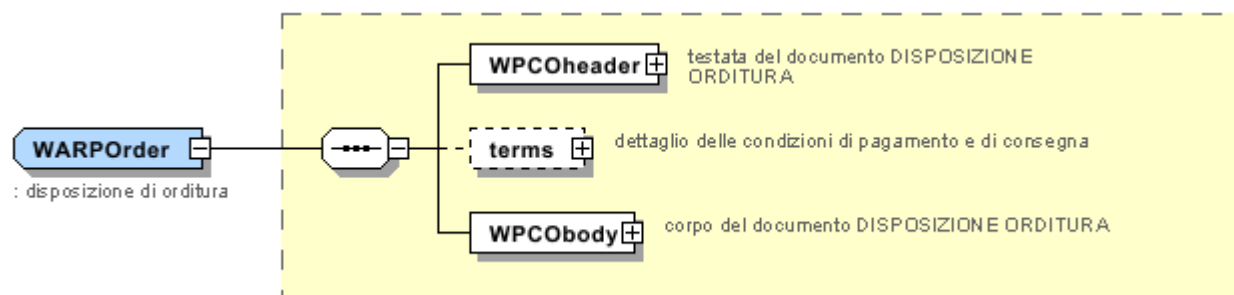 WPCOheader
testata del documento DISPOSIZIONE
ORDITURA
WARPOrder
: disposizione di orditura
terms
dettaglio delle condizioni di pagamento e di consegna
WPCObody
corpo del documento DISPOSIZIONE ORDITURA